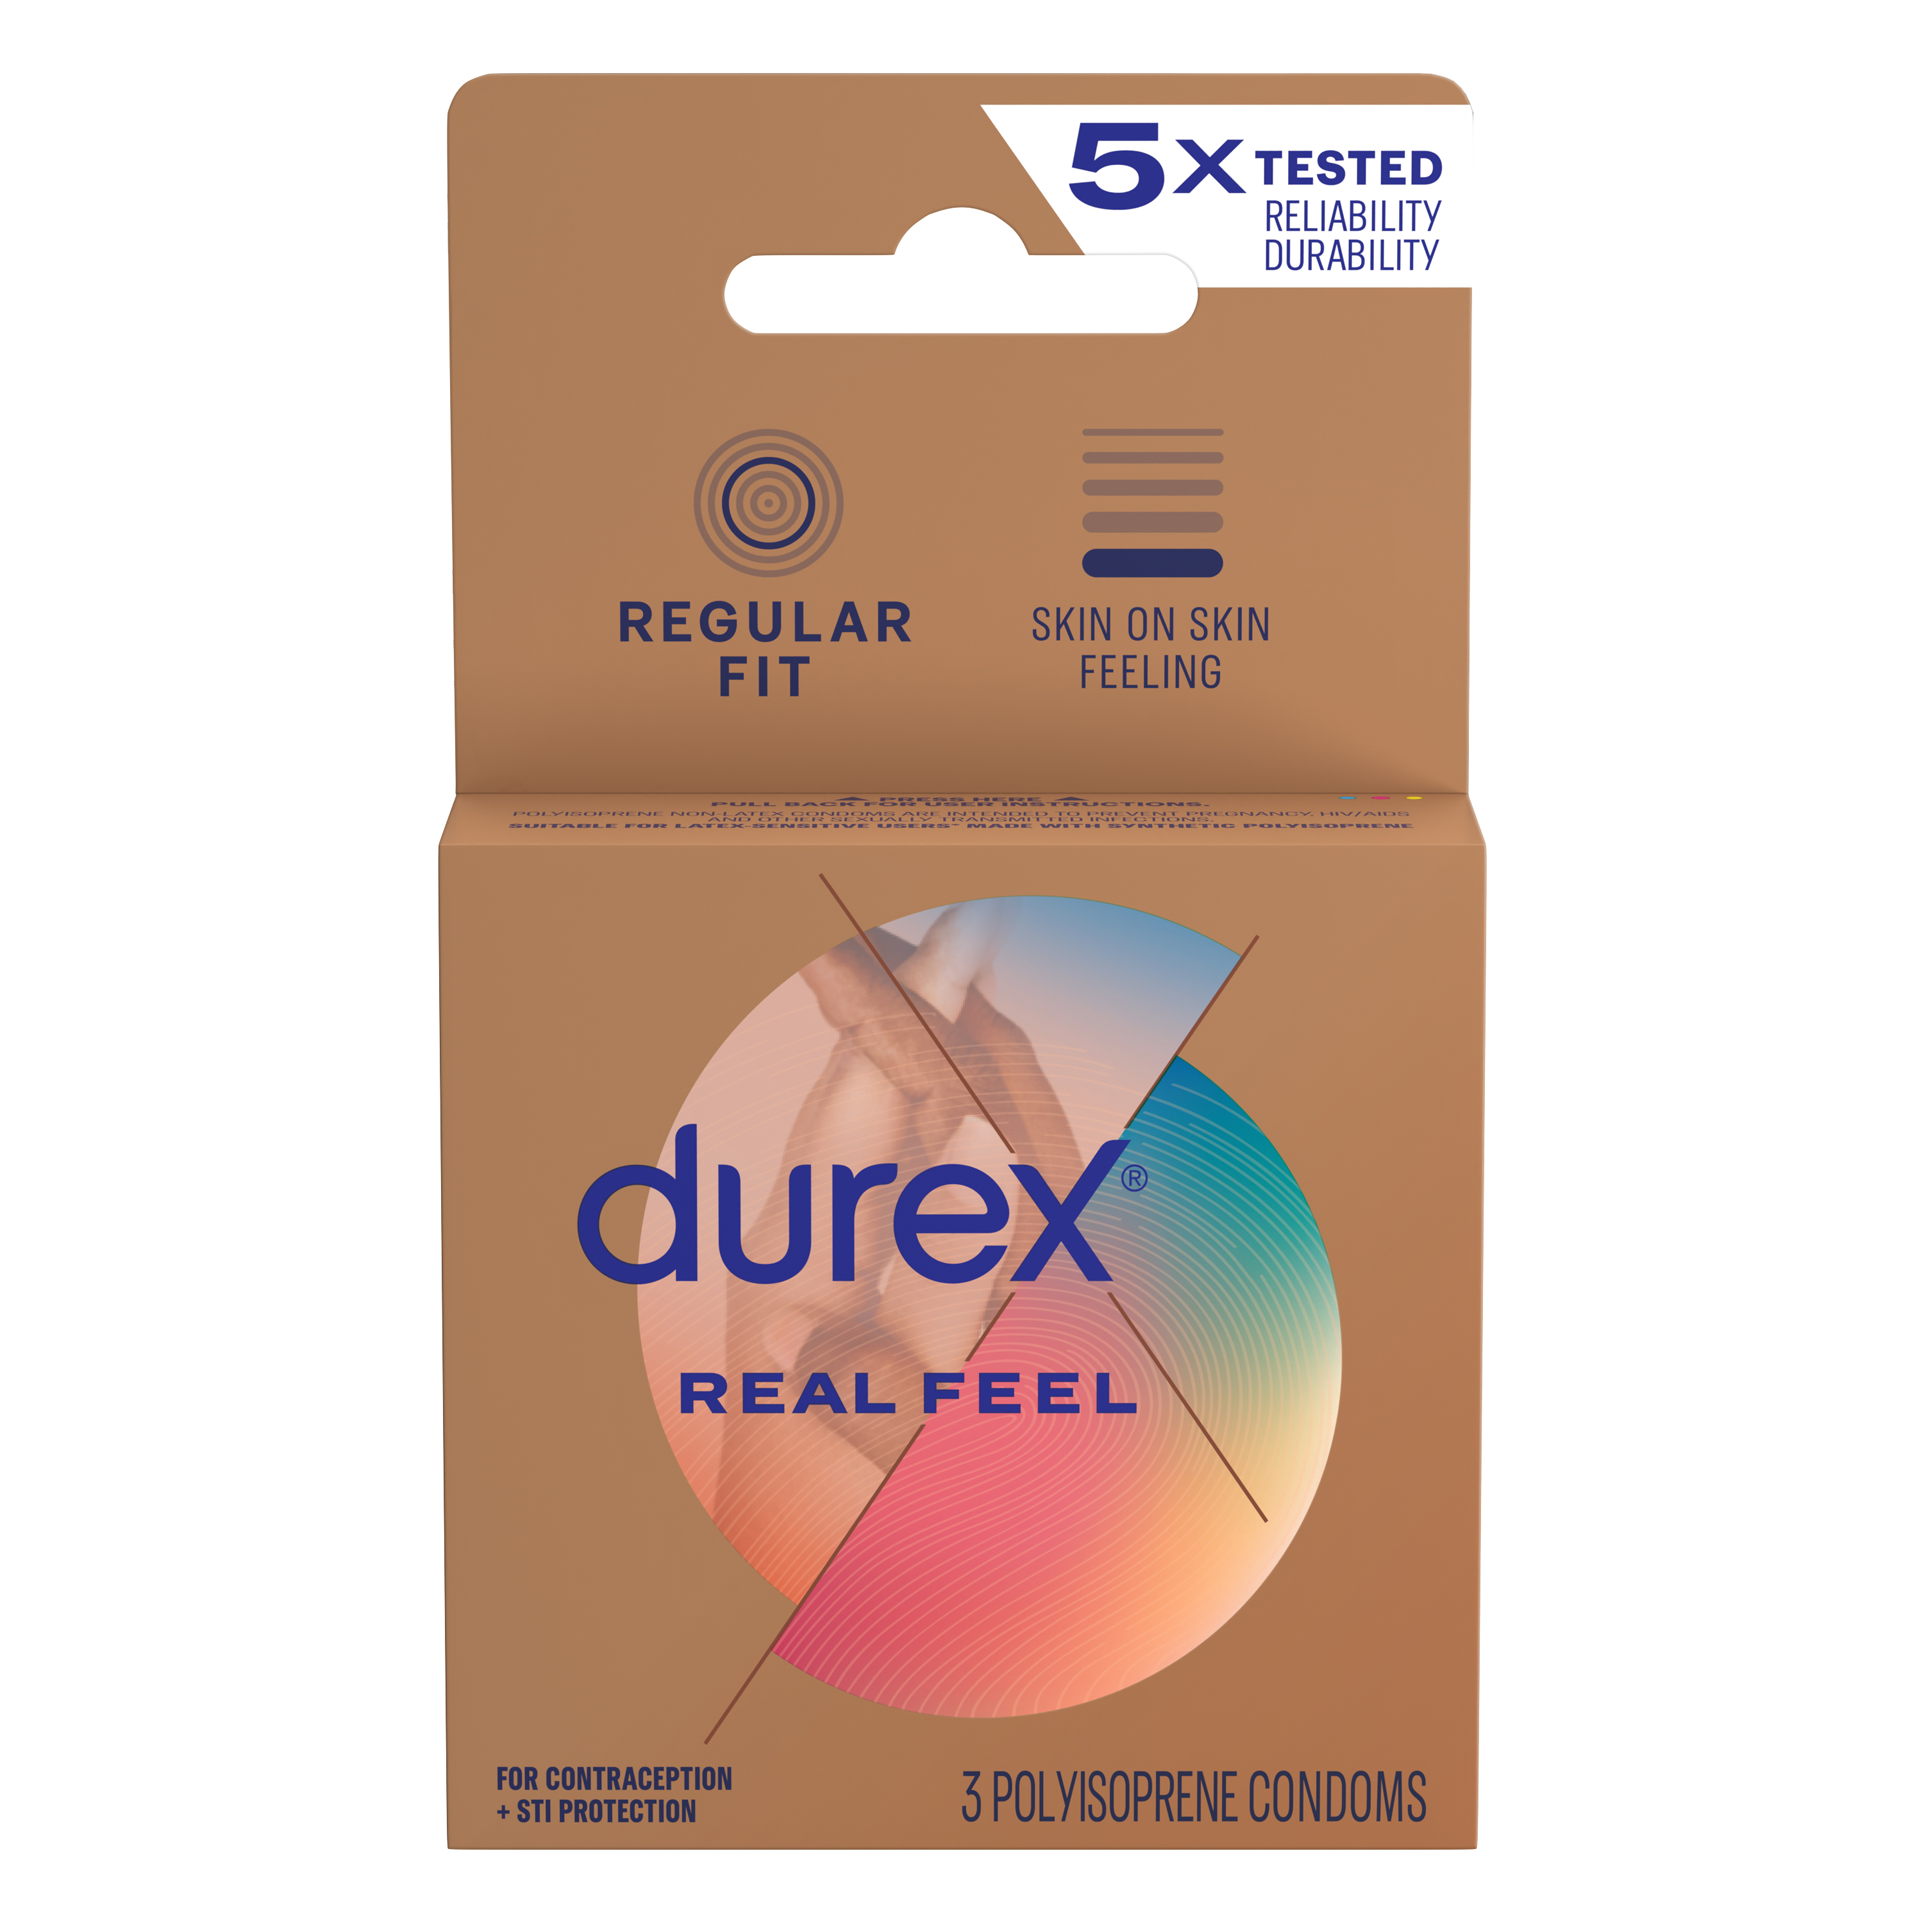 5X TESTED
RELIABILITY
DURABILITY
REGULAR
FIT
SKIN ON SKIN
FEELING
PRESS HERE
PULL BACK FOR USER INSTRUCTIONS.
POLYISOPRENE NON-LATEX CONDOMS ARE INTENDED TO PREVENT PREGNANCY, HIV/AIDS
AND OTHER SEXUALLY TRANSMITTED INFECTIONS.
SUITABLE FOR LATEX-SENSITIVE USERS* MADE WITH SYNTHETIC POLYISOPRENE
durex®
REAL FEEL
FOR CONTRACEPTION
+ STI PROTECTION
3 POLYISOPRENE CONDOMS